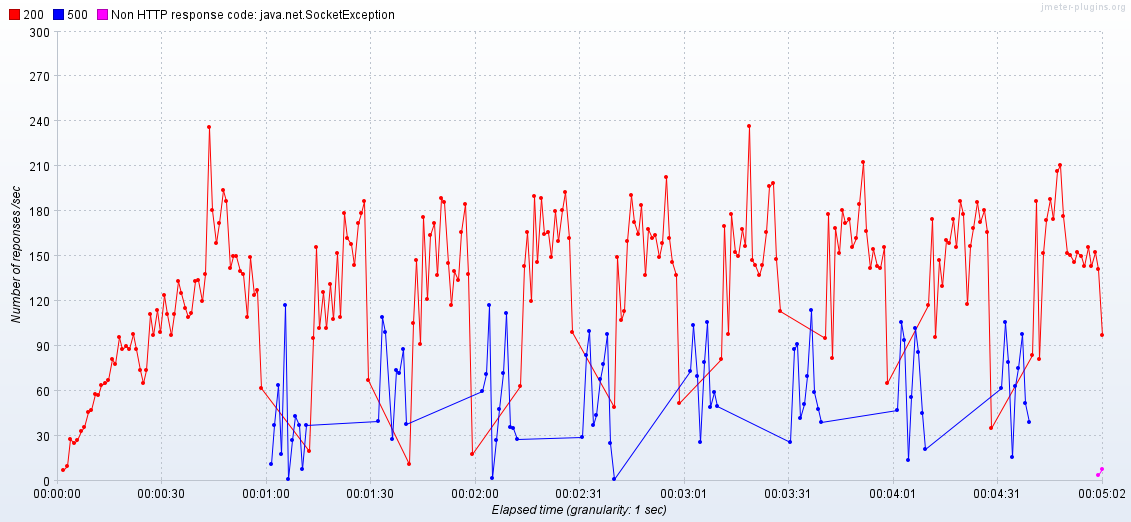 jmeter-plugins.org
200 500 Non HTTP response code: java.net.SocketException
300
270
240
210
180
150
120
90
60
30
0
Number of reponses /sec
00:00:00 00:00:30 00:01:00 00:01:30 00:02:00 00:02:31 00:03:01 00:03:31 00:04:01 00:04:31 00:05:02
Elapsed time (granularity: 1 sec)